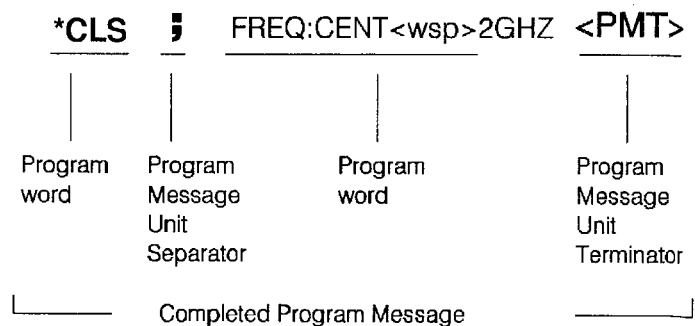 *CLS ; FREQ:CENT<wsp>2GHZ <PMT>
Program word
Program Message Unit Separator
Program word
Program Message Unit Terminator
Completed Program Message